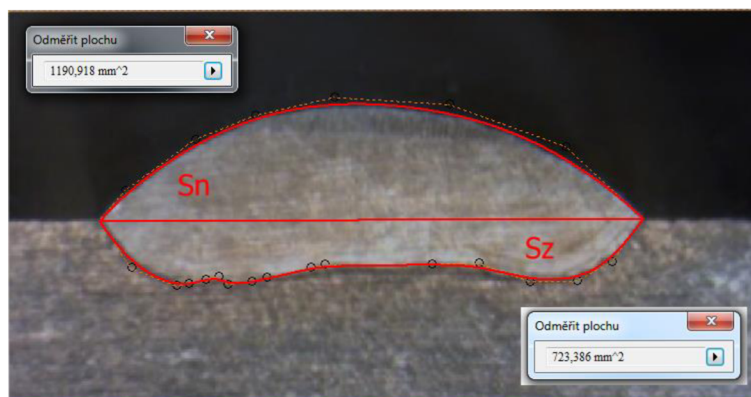 Odměřit plochu
1190,918 mm^2
Sn
Sz
Odměřit plochu
723,386 mm^2